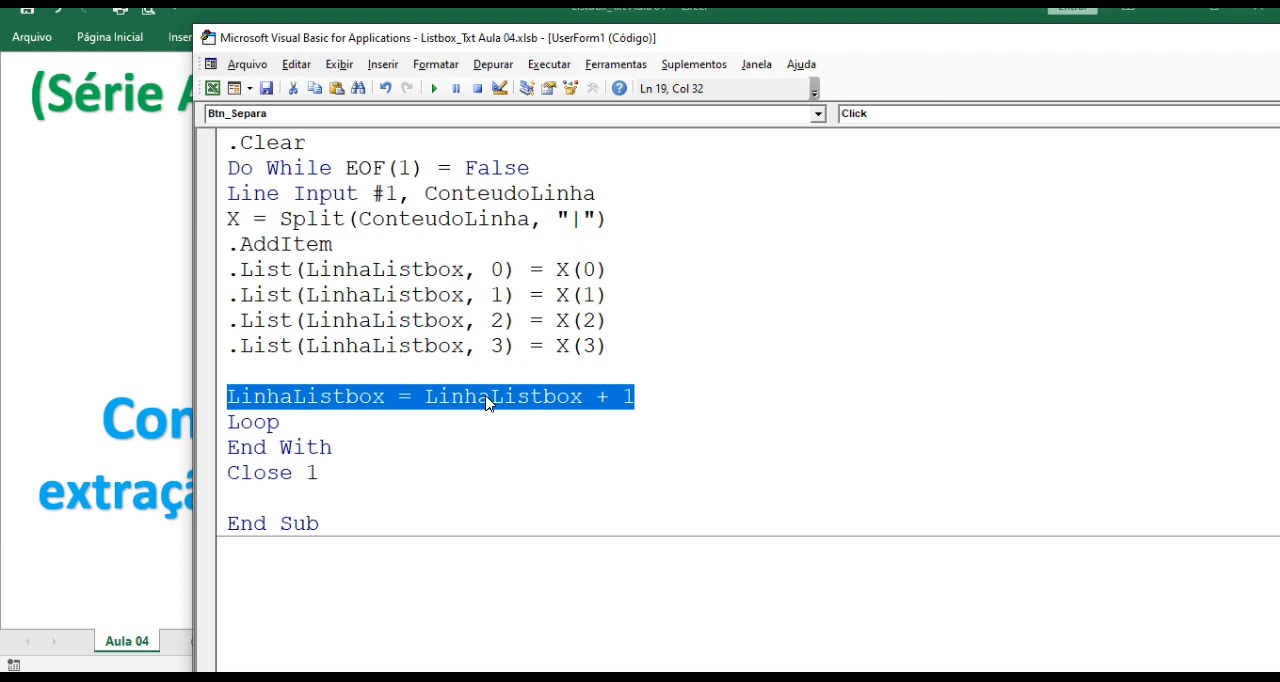 Arquivo Página Inicial Inser
Microsoft Visual Basic for Applications - Listbox_Txt Aula 04.xlsb - [UserForm1 (Código)]
Arquivo Editar Exibir Inserir Formatar Depurar Executar Ferramentas Suplementos Janela Ajuda
Ln 19, Col 32
Btn_Separa Click
(Série
.Clear
Do While EOF(1) = False
Line Input #1, ConteudoLinha
X = Split(ConteudoLinha, "|")
.AddItem
.List(LinhaListbox, 0) = X(0)
.List(LinhaListbox, 1) = X(1)
.List(LinhaListbox, 2) = X(2)
.List(LinhaListbox, 3) = X(3)
LinhaListbox = LinhaListbox + 1
Loop
End With
Close 1
End Sub
Con
extraçã
Aula 04